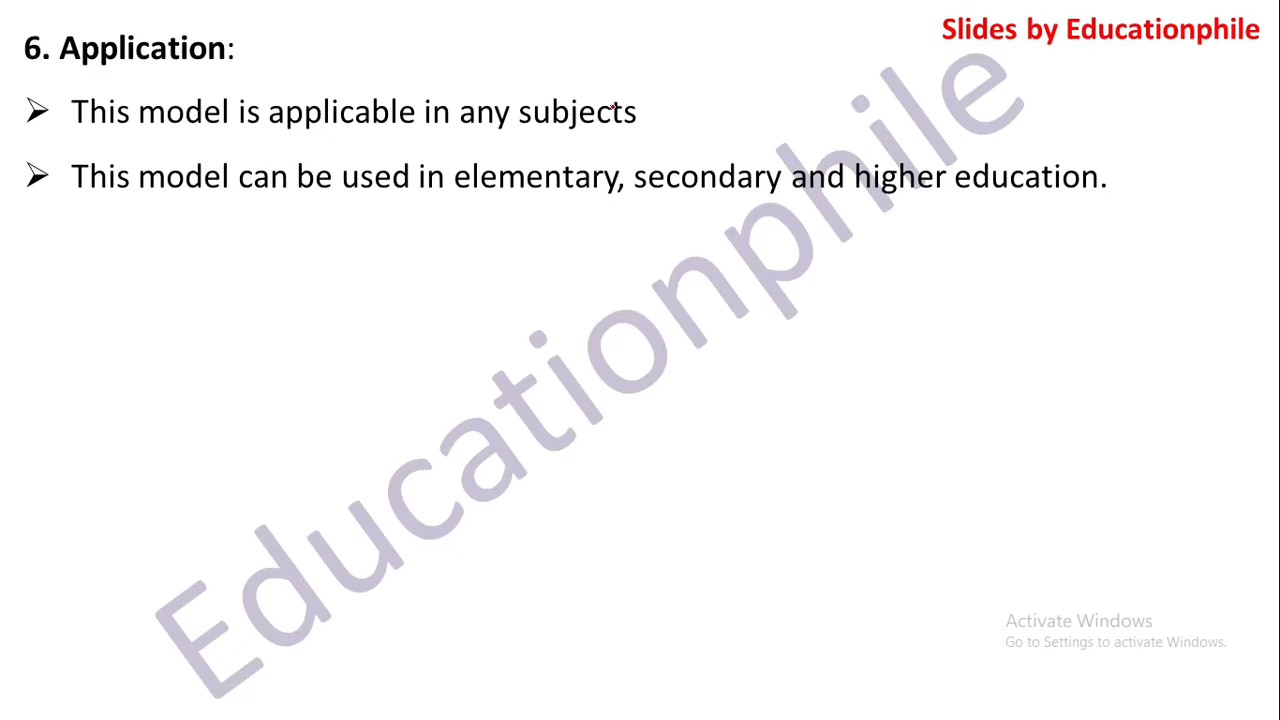 Slides by Educationphile
6. Application:
➢ This model is applicable in any subjects
➢ This model can be used in elementary, secondary and higher education.
Educationphile
Activate Windows
Go to Settings to activate Windows.